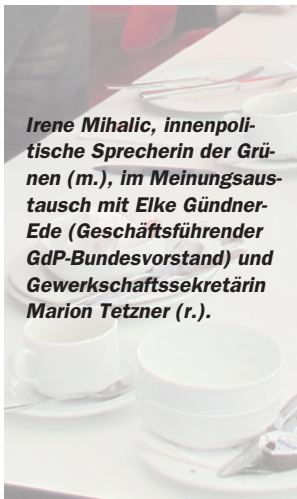 Irene Mihalic, innenpoli-
tische Sprecherin der Grü-
nen (m.), im Meinungsaus-
tausch mit Elke Gündner-
Ede (Geschäftsführender
GdP-Bundesvorstand) und
Gewerkschaftssekretärin
Marion Tetzner (r.).